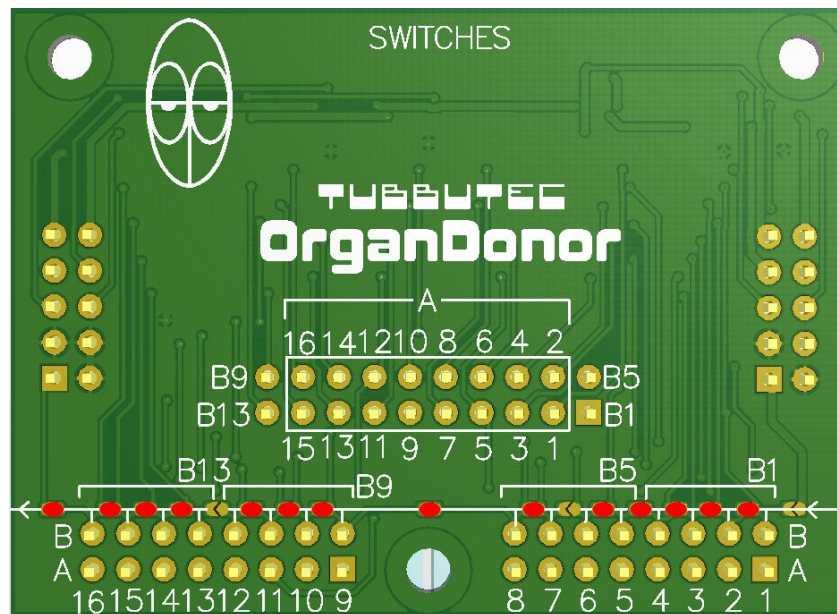 SWITCHES
TUBBUTEC
OrganDonor
A
16 14 12 10 8 6 4 2
B9 B5
B13 B1
15 13 11 9 7 5 3 1
B13 B9 B5 B1
B B
A A
16 15 14 13 12 11 10 9 8 7 6 5 4 3 2 1